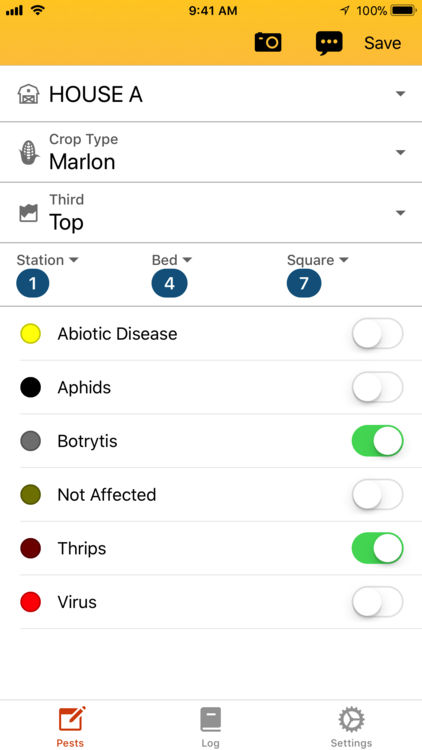 9:41 AM 100%
Save
HOUSE A
Crop Type
Marlon
Third
Top
Station Bed Square
1 4 7
Abiotic Disease
Aphids
Botrytis
Not Affected
Thrips
Virus
Pests Log Settings